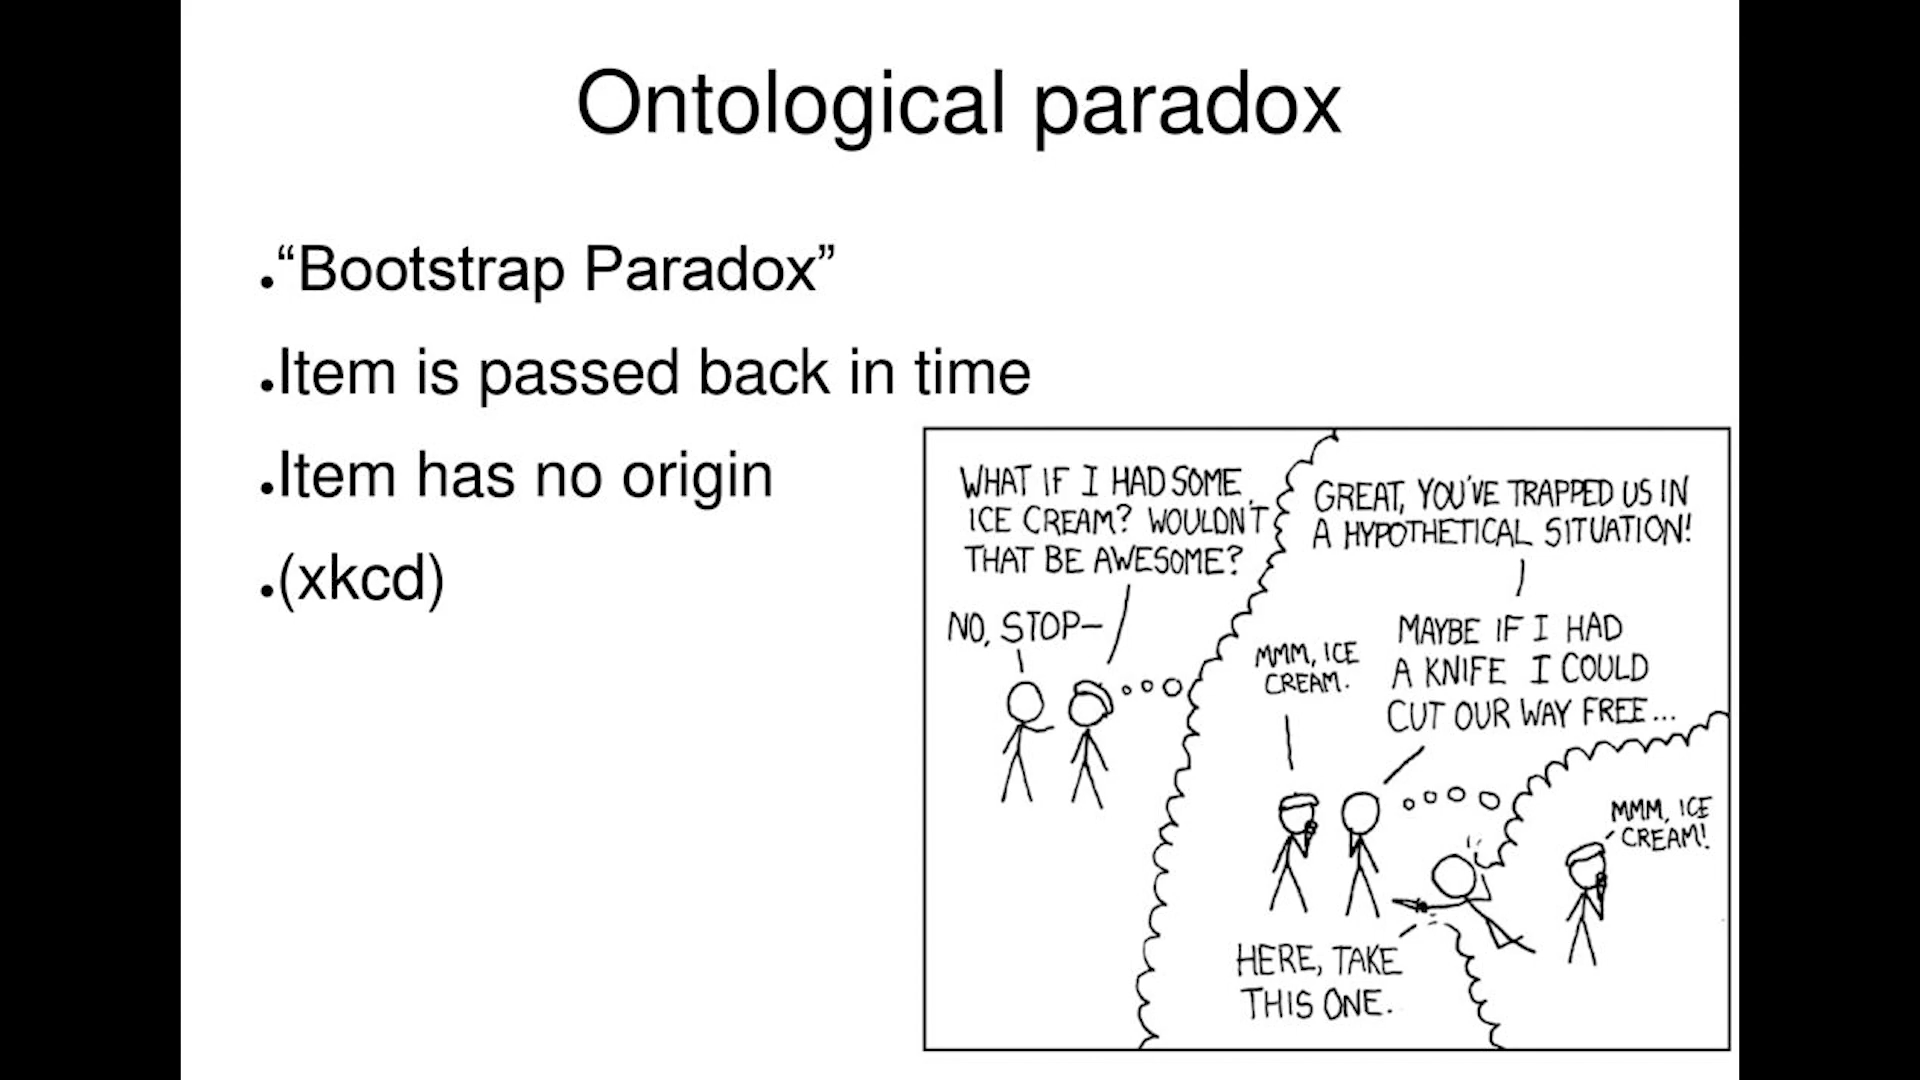 Ontological paradox
“Bootstrap Paradox”
Item is passed back in time
Item has no origin
(xkcd)
WHAT IF I HAD SOME
ICE CREAM? WOULDN'T
THAT BE AWESOME?
NO, STOP—
GREAT, YOU'VE TRAPPED US IN
A HYPOTHETICAL SITUATION!
MMM, ICE
CREAM.
MAYBE IF I HAD
A KNIFE I COULD
CUT OUR WAY FREE...
MMM, ICE
CREAM!
HERE, TAKE
THIS ONE.